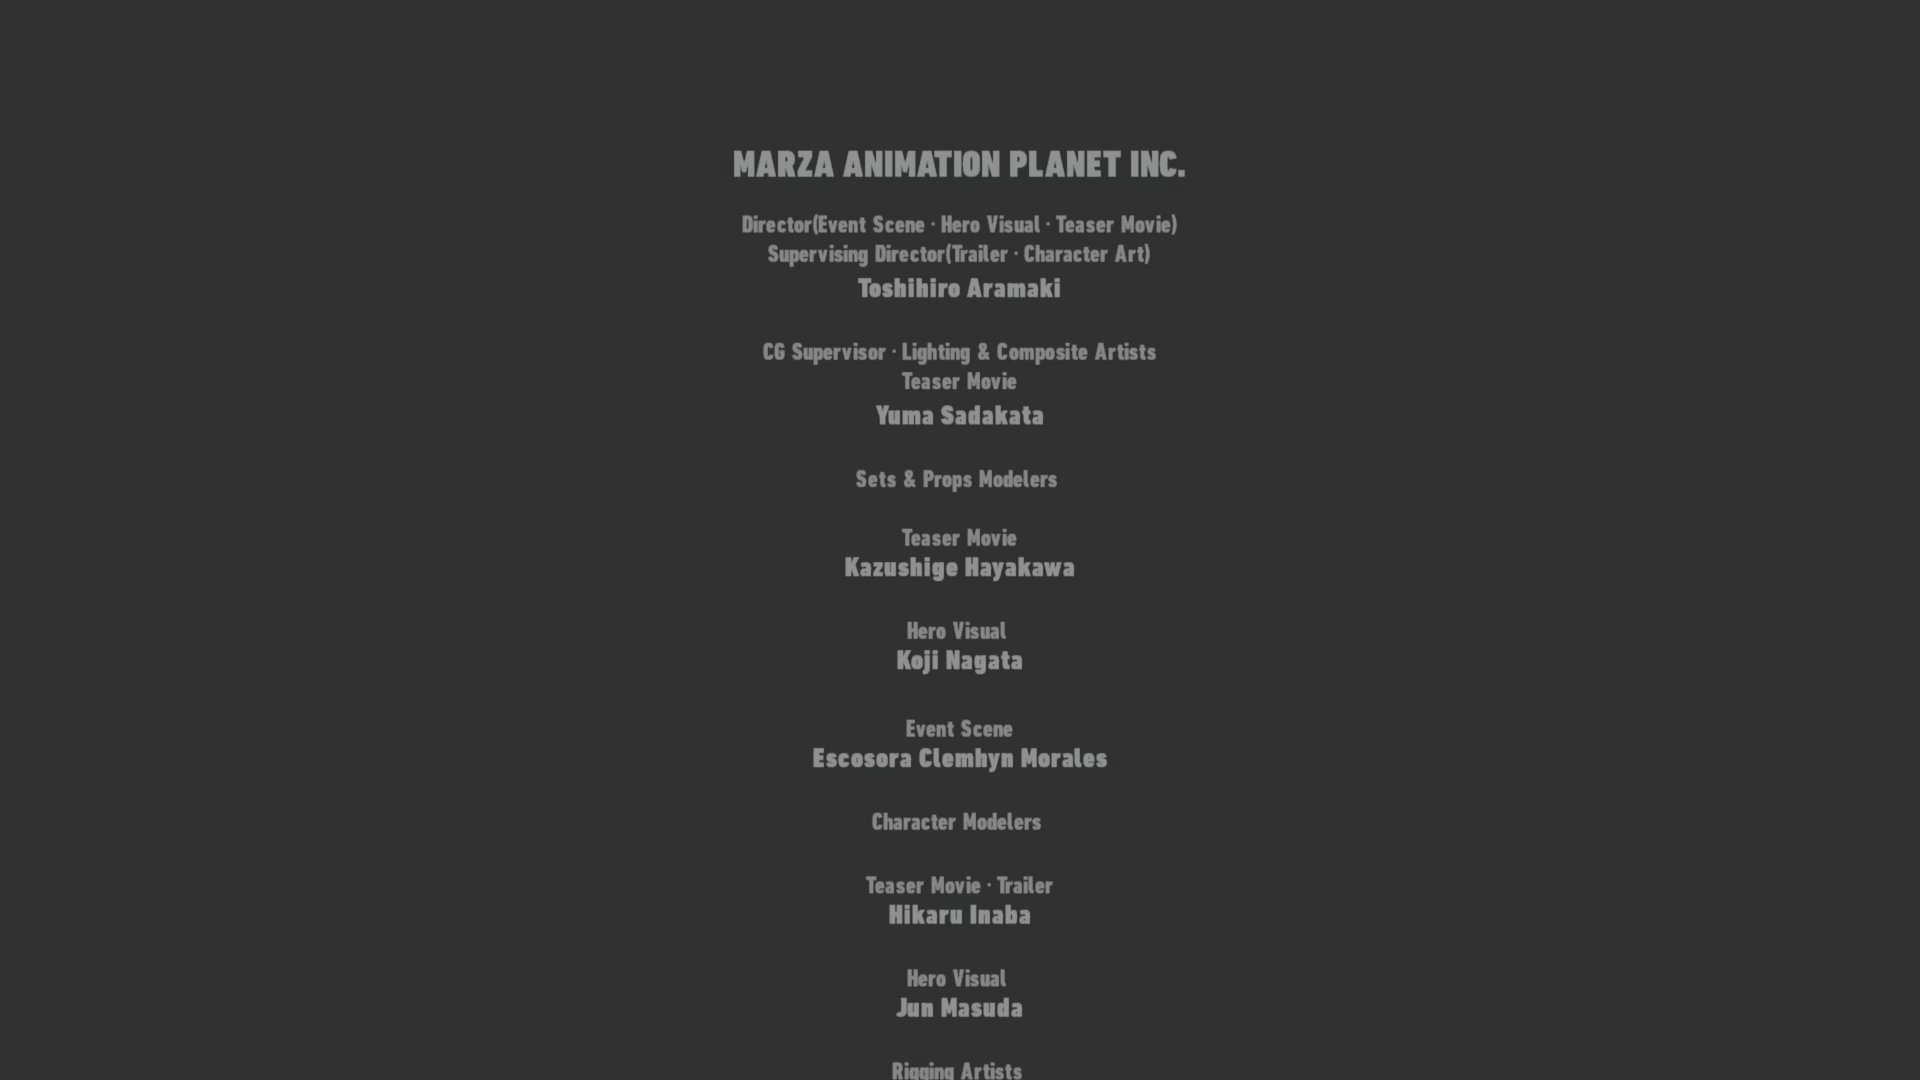 MARZA ANIMATION PLANET INC.
Director(Event Scene · Hero Visual · Teaser Movie)
Supervising Director(Trailer · Character Art)
Toshihiro Aramaki
CG Supervisor · Lighting & Composite Artists
Teaser Movie
Yuma Sadakata
Sets & Props Modelers
Teaser Movie
Kazushige Hayakawa
Hero Visual
Koji Nagata
Event Scene
Escosora Clemhyn Morales
Character Modelers
Teaser Movie · Trailer
Hikaru Inaba
Hero Visual
Jun Masuda
Rigging Artists